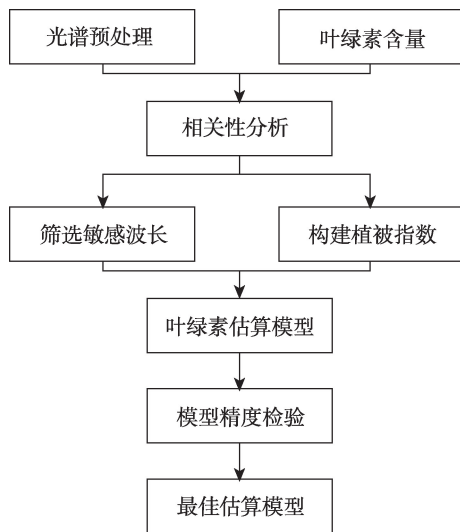 光谱预处理
叶绿素含量
相关性分析
筛选敏感波长
构建植被指数
叶绿素估算模型
模型精度检验
最佳估算模型